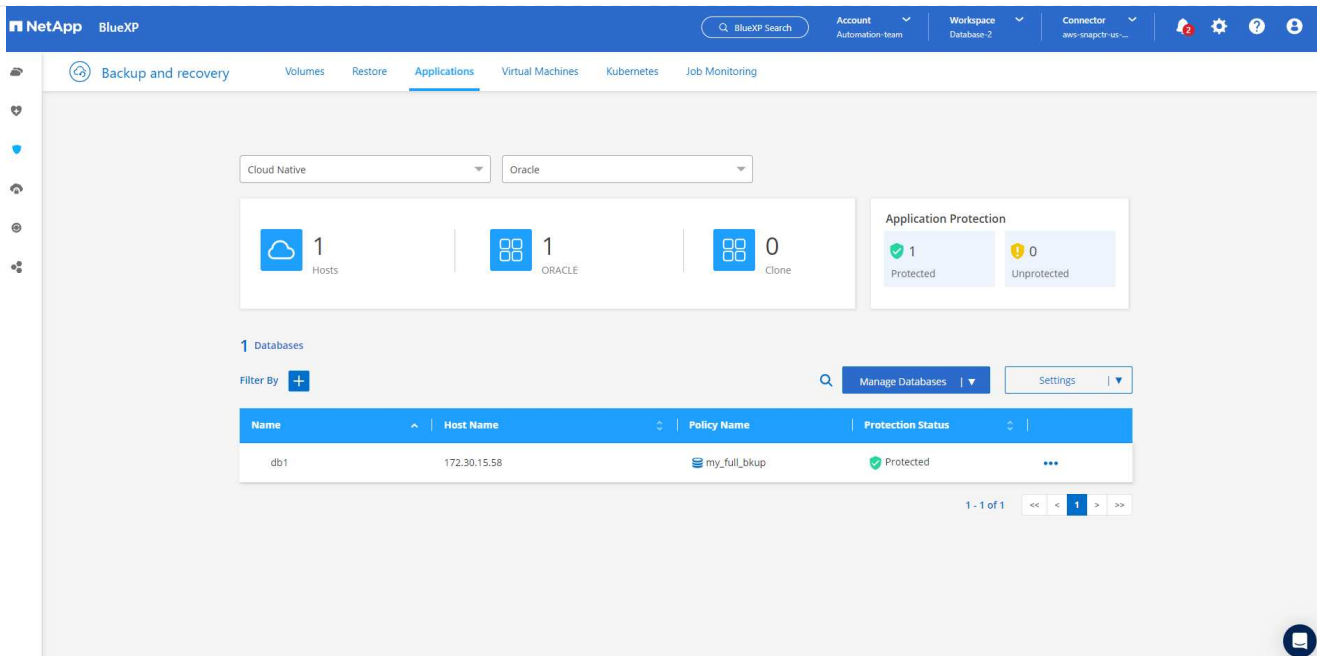 NetApp BlueXP
BlueXP Search
Account
Automation-team
Workspace
Database-2
Connector
aws-snapctr-us-...
2
Backup and recovery
Volumes Restore Applications Virtual Machines Kubernetes Job Monitoring
Cloud Native
Oracle
1
Hosts
1
ORACLE
0
Clone
Application Protection
1
Protected
0
Unprotected
1 Databases
Filter By +
Manage Databases | ▼
Settings | ▼
Name Host Name Policy Name Protection Status
db1 172.30.15.58 my_full_bkup Protected •••
1 - 1 of 1 << < 1 > >>